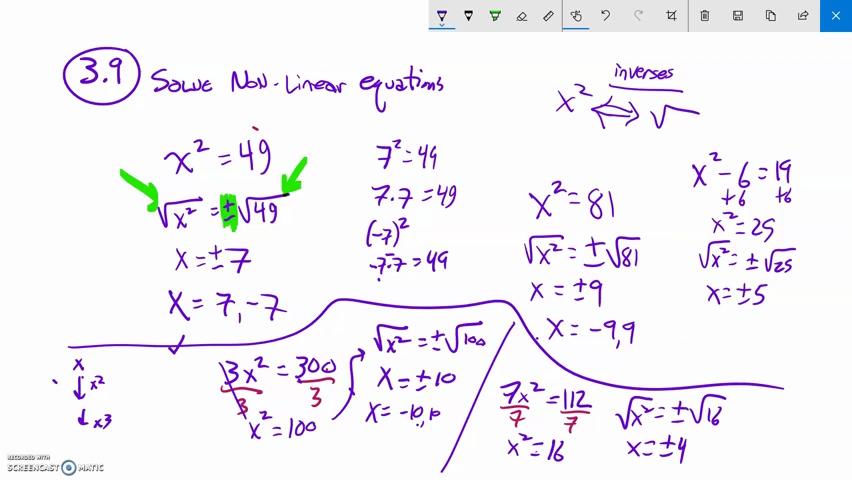 3.9 Solve Non-Linear equations
inverses
x² ⟷ √
x² = 49
√x² = ±√49
x = ±7
x = 7, -7
7² = 49
7·7 = 49
(-7)²
-7·-7 = 49
x² = 81
√x² = ±√81
x = ±9
x = -9,9
x² - 6 = 19
+6 +6
x² = 25
√x² = ±√25
x = ±5
x
↓ x²
↓ x3
3x² = 300
3 3
x² = 100
√x² = ±√100
x = ±10
x = -10, 10
7x² = 112
7 7
x² = 16
√x² = ±√16
x = ±4
RECORDED WITH
SCREENCAST MATIC